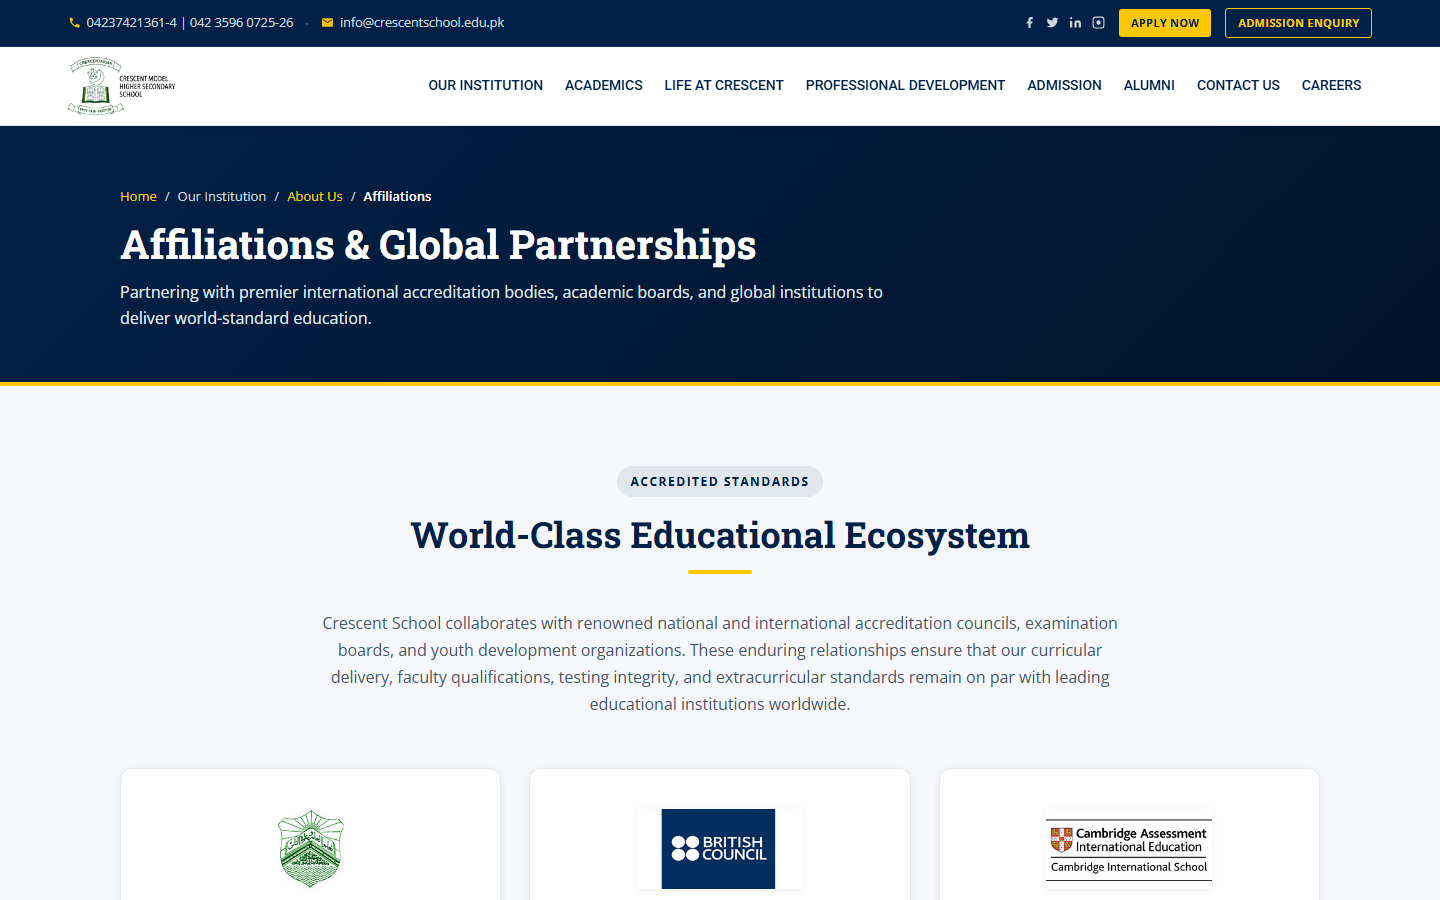 04237421361-4 | 042 3596 0725-26
info@crescentschool.edu.pk
APPLY NOW
ADMISSION ENQUIRY
CRESCENT MODEL
HIGHER SECONDARY
SCHOOL
OUR INSTITUTION
ACADEMICS
LIFE AT CRESCENT
PROFESSIONAL DEVELOPMENT
ADMISSION
ALUMNI
CONTACT US
CAREERS
Home / Our Institution / About Us / Affiliations
Affiliations & Global Partnerships
Partnering with premier international accreditation bodies, academic boards, and global institutions to
deliver world-standard education.
ACCREDITED STANDARDS
World-Class Educational Ecosystem
Crescent School collaborates with renowned national and international accreditation councils, examination
boards, and youth development organizations. These enduring relationships ensure that our curricular
delivery, faculty qualifications, testing integrity, and extracurricular standards remain on par with leading
educational institutions worldwide.
BRITISH
COUNCIL
Cambridge Assessment
International Education
Cambridge International School